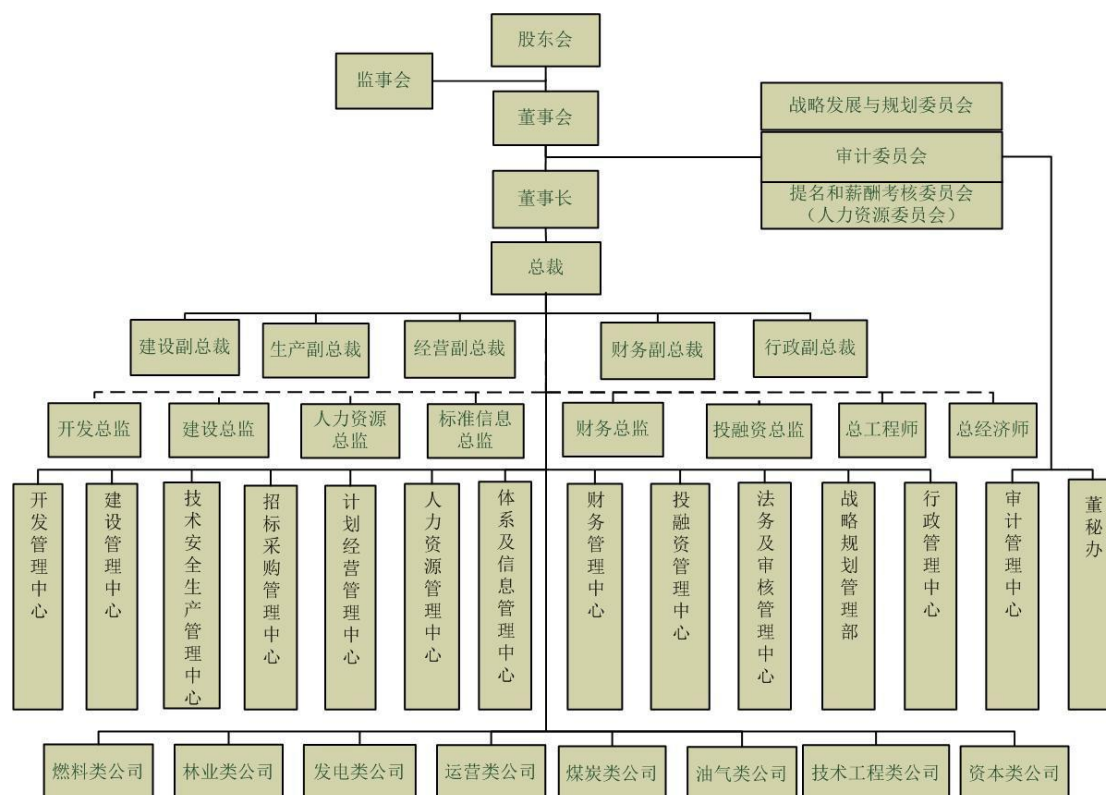 股东会
监事会
董事会
战略发展与规划委员会
审计委员会
董事长
提名和薪酬考核委员会
（人力资源委员会）
总裁
建设副总裁
生产副总裁
经营副总裁
财务副总裁
行政副总裁
开发总监
建设总监
人力资源
总监
标准信息
总监
财务总监
投融资总监
总工程师
总经济师
开发管理中心
建设管理中心
技术安全生产管理中心
招标采购管理中心
计划经营管理中心
人力资源管理中心
体系及信息管理中心
财务管理中心
投融资管理中心
法务及审核管理中心
战略规划管理部
行政管理中心
审计管理中心
董秘办
燃料类公司
林业类公司
发电类公司
运营类公司
煤炭类公司
油气类公司
技术工程类公司
资本类公司